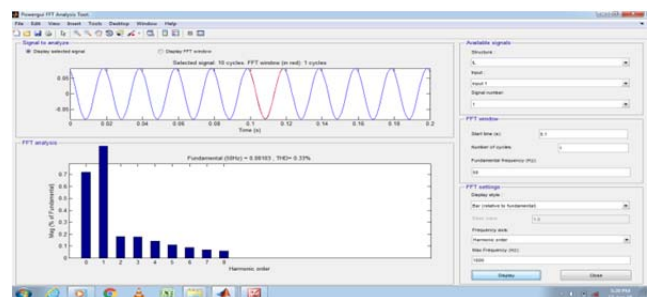 Powergui FFT Analysis Tool
File Edit View Insert Tools Desktop Window Help
Signal to analyze
Display selected signal
Display FFT window
Selected signal: 10 cycles. FFT window (in red): 1 cycles
0.05
0
-0.05
0 0.02 0.04 0.06 0.08 0.1 0.12 0.14 0.16 0.18 0.2
Time (s)
FFT analysis
Fundamental (50Hz) = 0.08103 , THD= 0.33%
Mag (% of Fundamental)
0.7
0.6
0.5
0.4
0.3
0.2
0.1
0
0 1 2 3 4 5 6 7 8
Harmonic order
Available signals
Structure :
Input :
input 1
Signal number:
1
FFT window
Start time (s):
0.1
Number of cycles:
1
Fundamental frequency (Hz):
50
FFT settings
Display style :
Bar (relative to fundamental)
Base value:
1.0
Frequency axis:
Harmonic order
Max Frequency (Hz):
1000
Display
Close